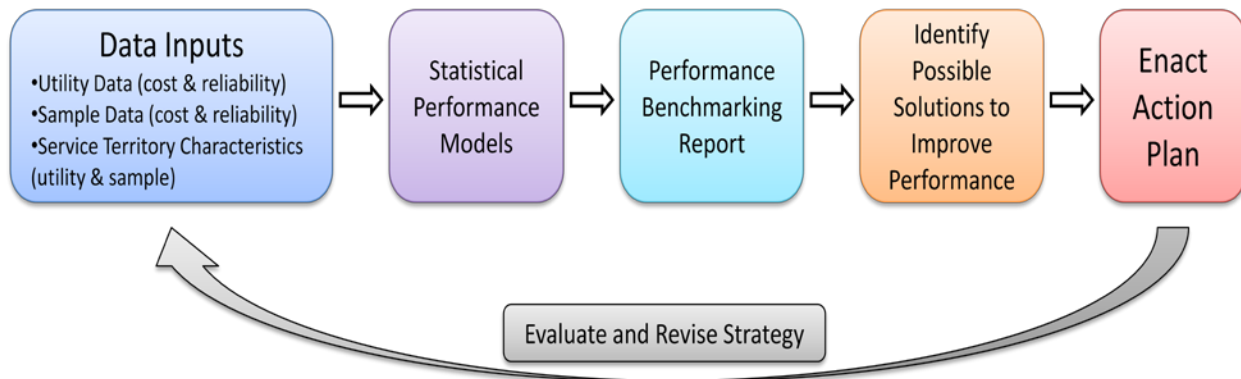 Data Inputs
•Utility Data (cost & reliability)
•Sample Data (cost & reliability)
•Service Territory Characteristics
(utility & sample)
Statistical
Performance
Models
Performance
Benchmarking
Report
Identify
Possible
Solutions to
Improve
Performance
Enact
Action
Plan
Evaluate and Revise Strategy